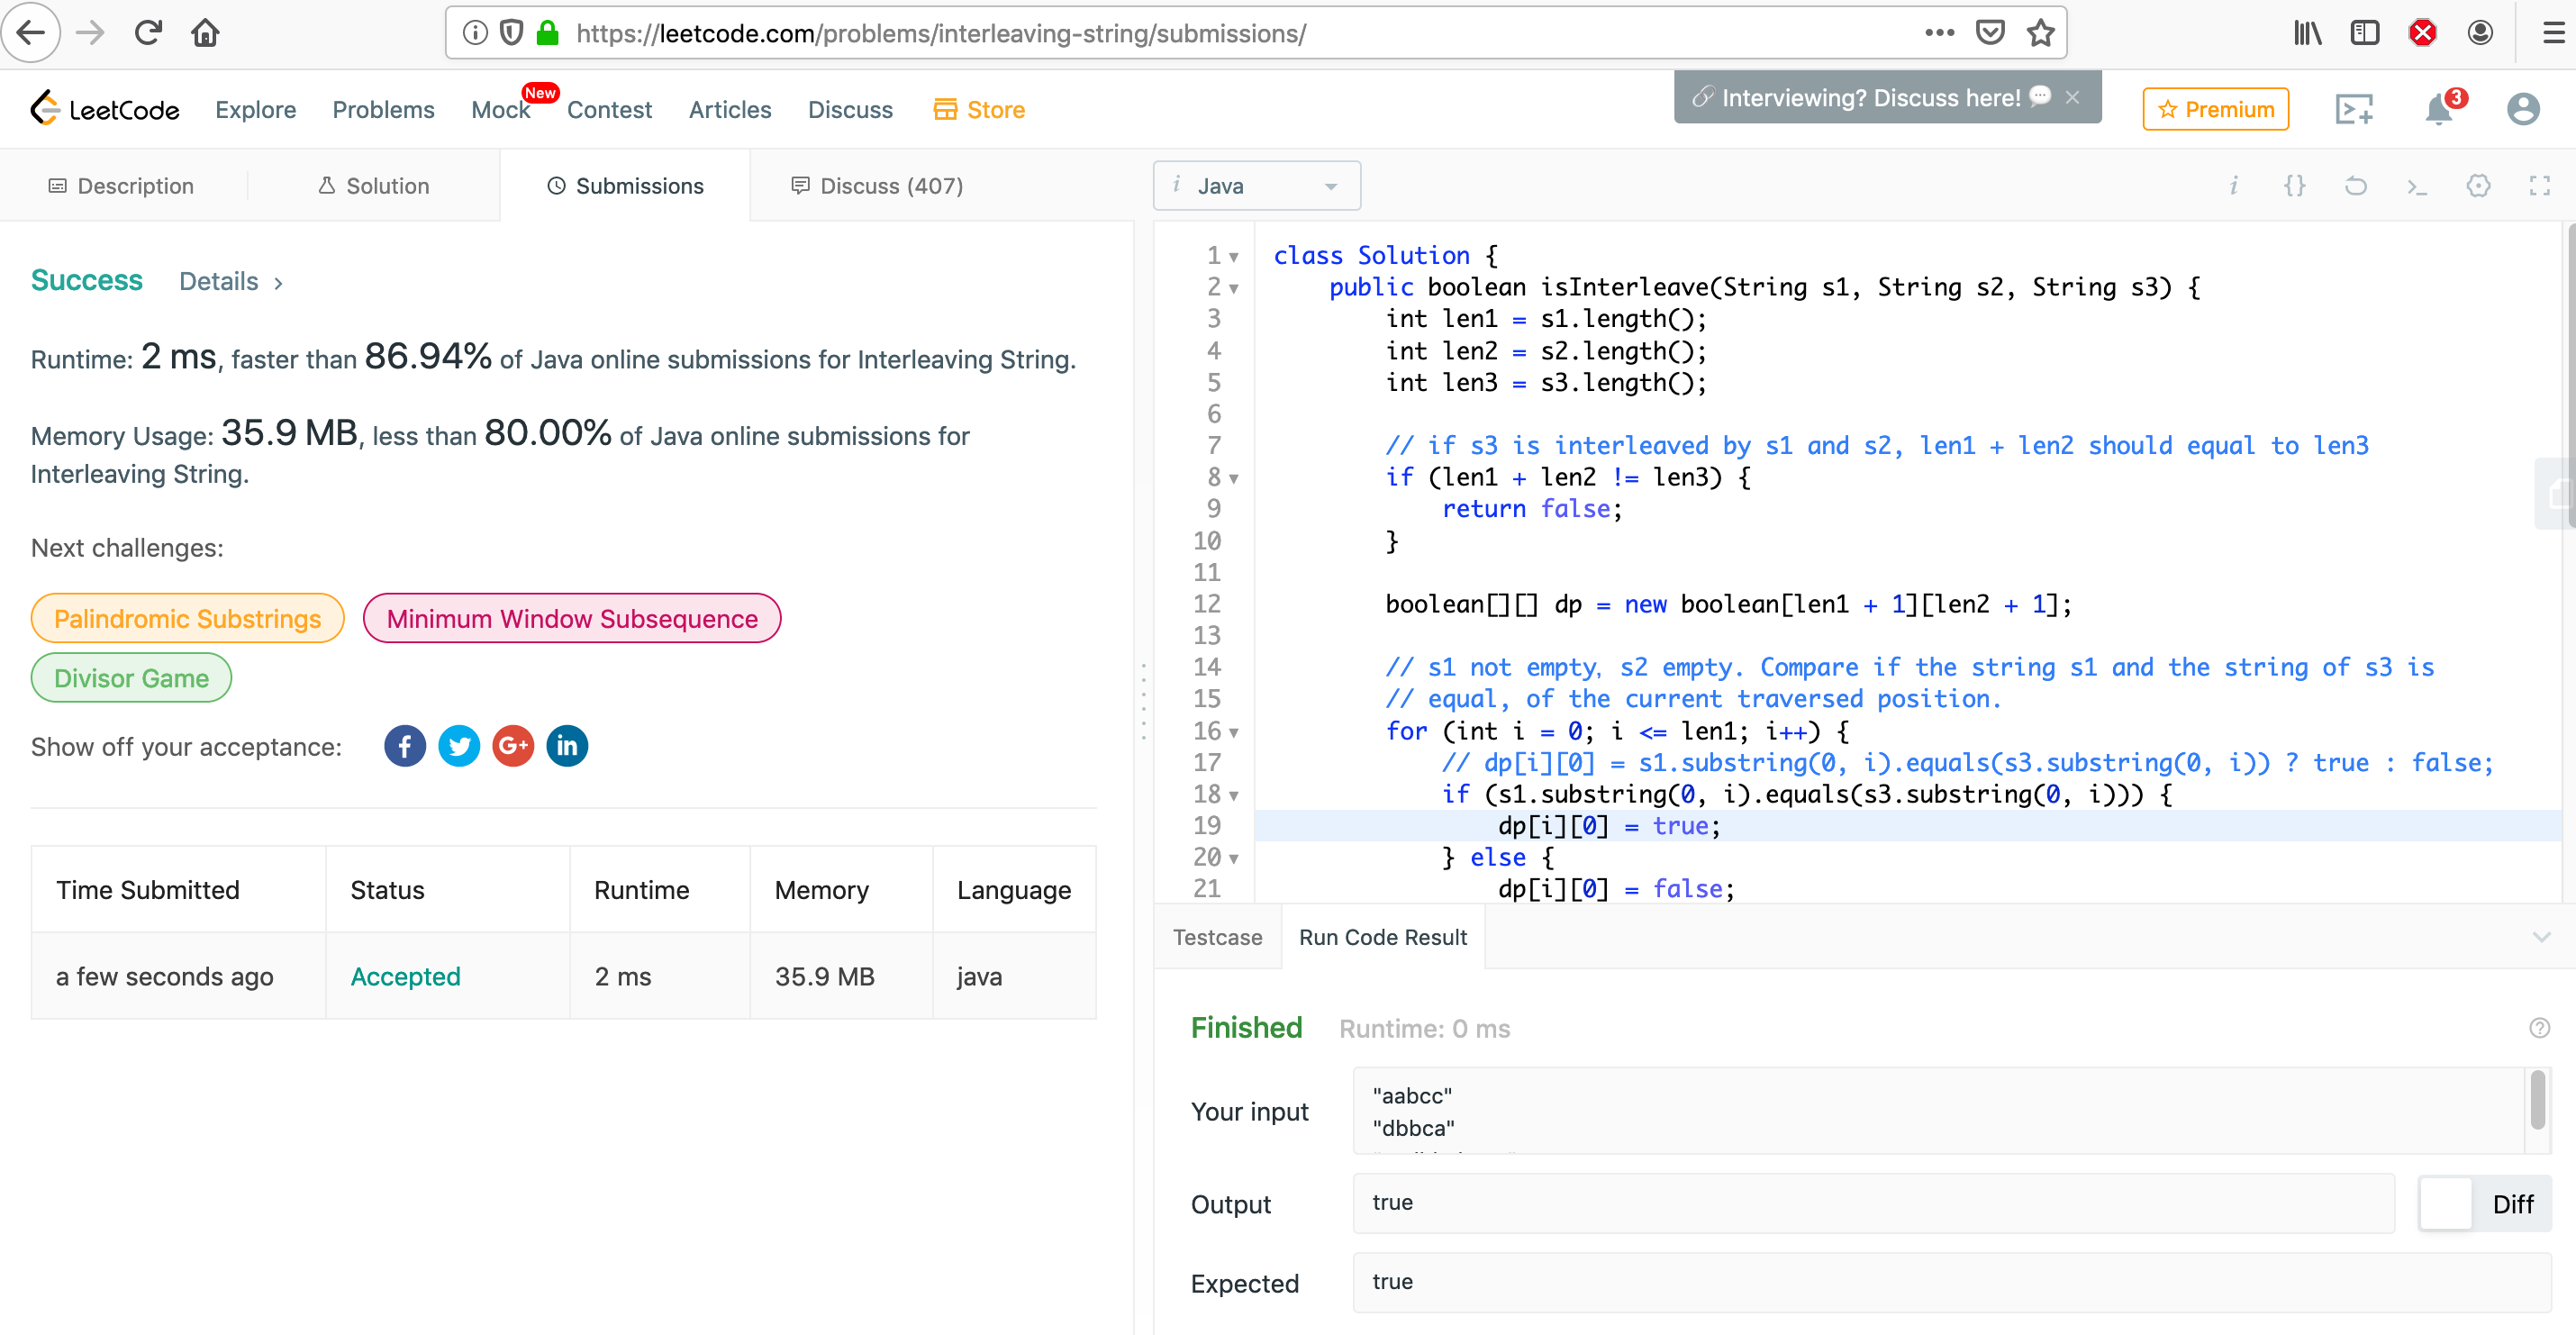 https://leetcode.com/problems/interleaving-string/submissions/
LeetCode
Explore
Problems
Mock
New
Contest
Articles
Discuss
Store
Interviewing? Discuss here!
Premium
3
Description
Solution
Submissions
Discuss (407)
i Java
Success Details >
Runtime: 2 ms, faster than 86.94% of Java online submissions for Interleaving String.
Memory Usage: 35.9 MB, less than 80.00% of Java online submissions for
Interleaving String.
Next challenges:
Palindromic Substrings
Minimum Window Subsequence
Divisor Game
Show off your acceptance:
Time Submitted Status Runtime Memory Language
a few seconds ago Accepted 2 ms 35.9 MB java
1 class Solution {
2     public boolean isInterleave(String s1, String s2, String s3) {
3         int len1 = s1.length();
4         int len2 = s2.length();
5         int len3 = s3.length();
6
7         // if s3 is interleaved by s1 and s2, len1 + len2 should equal to len3
8         if (len1 + len2 != len3) {
9             return false;
10         }
11
12         boolean[][] dp = new boolean[len1 + 1][len2 + 1];
13
14         // s1 not empty, s2 empty. Compare if the string s1 and the string of s3 is
15         // equal, of the current traversed position.
16         for (int i = 0; i <= len1; i++) {
17             // dp[i][0] = s1.substring(0, i).equals(s3.substring(0, i)) ? true : false;
18             if (s1.substring(0, i).equals(s3.substring(0, i))) {
19                 dp[i][0] = true;
20             } else {
21                 dp[i][0] = false;
Testcase
Run Code Result
Finished Runtime: 0 ms
Your input
"aabcc"
"dbbca"
Output
true
Diff
Expected
true